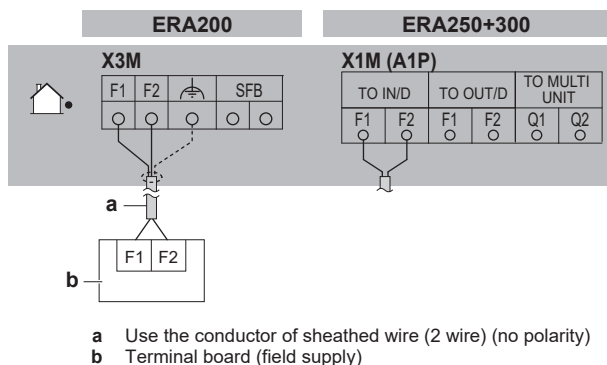 ERA200 ERA250+300
X3M X1M (A1P)
F1 F2 SFB
TO IN/D TO OUT/D TO MULTI UNIT
F1 F2 F1 F2 Q1 Q2
a
F1 F2
b
a Use the conductor of sheathed wire (2 wire) (no polarity)
b Terminal board (field supply)